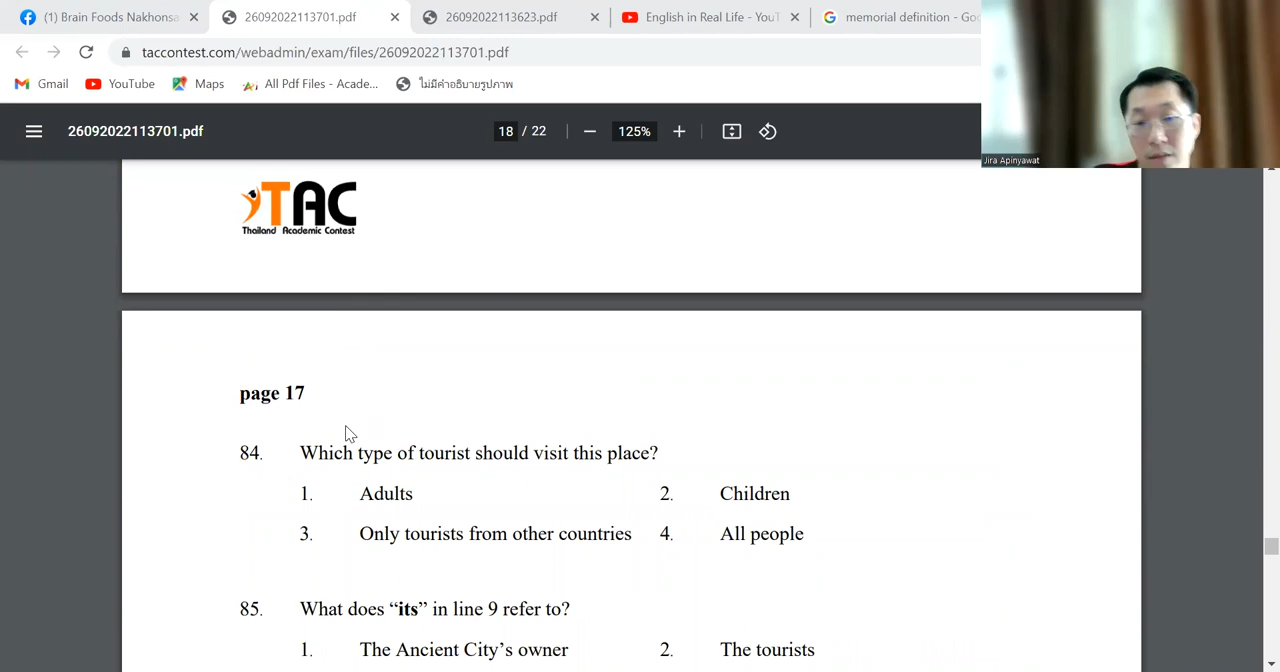 (1) Brain Foods Nakhonsa
26092022113701.pdf
26092022113623.pdf
English in Real Life - YouT
memorial definition - Goo
taccontest.com/webadmin/exam/files/26092022113701.pdf
Gmail
YouTube
Maps
All Pdf Files - Acade...
ไม่มีคำอธิบายรูปภาพ
26092022113701.pdf
18 / 22
125%
Jira Apinyawat
TAC
Thailand Academic Contest
page 17
84. Which type of tourist should visit this place?
1. Adults 2. Children
3. Only tourists from other countries 4. All people
85. What does “its” in line 9 refer to?
1. The Ancient City’s owner 2. The tourists